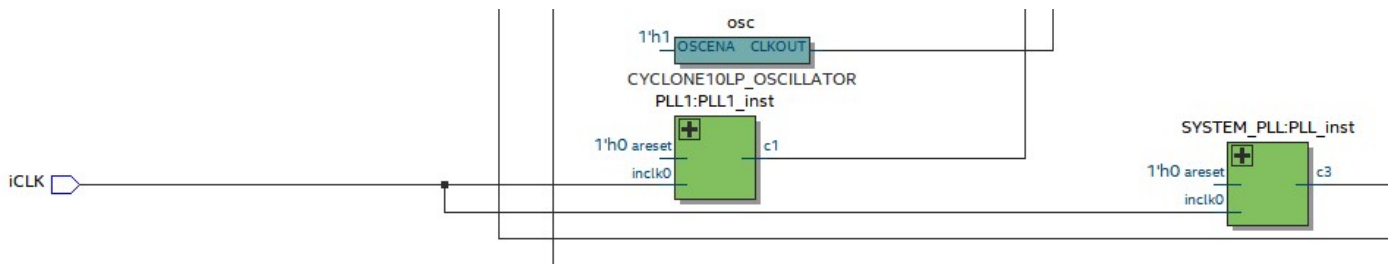 osc
1'h1
OSCENA CLKOUT
CYCLONE10LP_OSCILLATOR
PLL1:PLL1_inst
1'h0 areset
c1
inclk0
iCLK
SYSTEM_PLL:PLL_inst
1'h0 areset
c3
inclk0